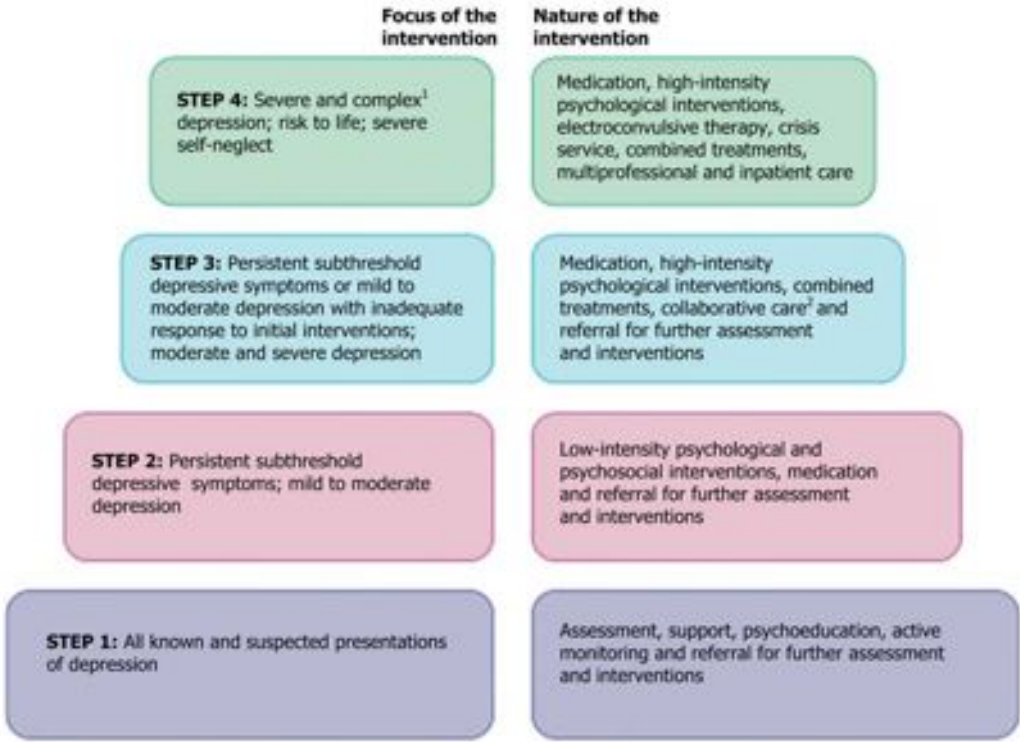 Focus of the
intervention
Nature of the
intervention
STEP 4: Severe and complex¹
depression; risk to life; severe
self-neglect
Medication, high-intensity
psychological interventions,
electroconvulsive therapy, crisis
service, combined treatments,
multiprofessional and inpatient care
STEP 3: Persistent subthreshold
depressive symptoms or mild to
moderate depression with inadequate
response to initial interventions;
moderate and severe depression
Medication, high-intensity
psychological interventions, combined
treatments, collaborative care² and
referral for further assessment
and interventions
STEP 2: Persistent subthreshold
depressive symptoms; mild to moderate
depression
Low-intensity psychological and
psychosocial interventions, medication
and referral for further assessment
and interventions
STEP 1: All known and suspected presentations
of depression
Assessment, support, psychoeducation, active
monitoring and referral for further assessment
and interventions